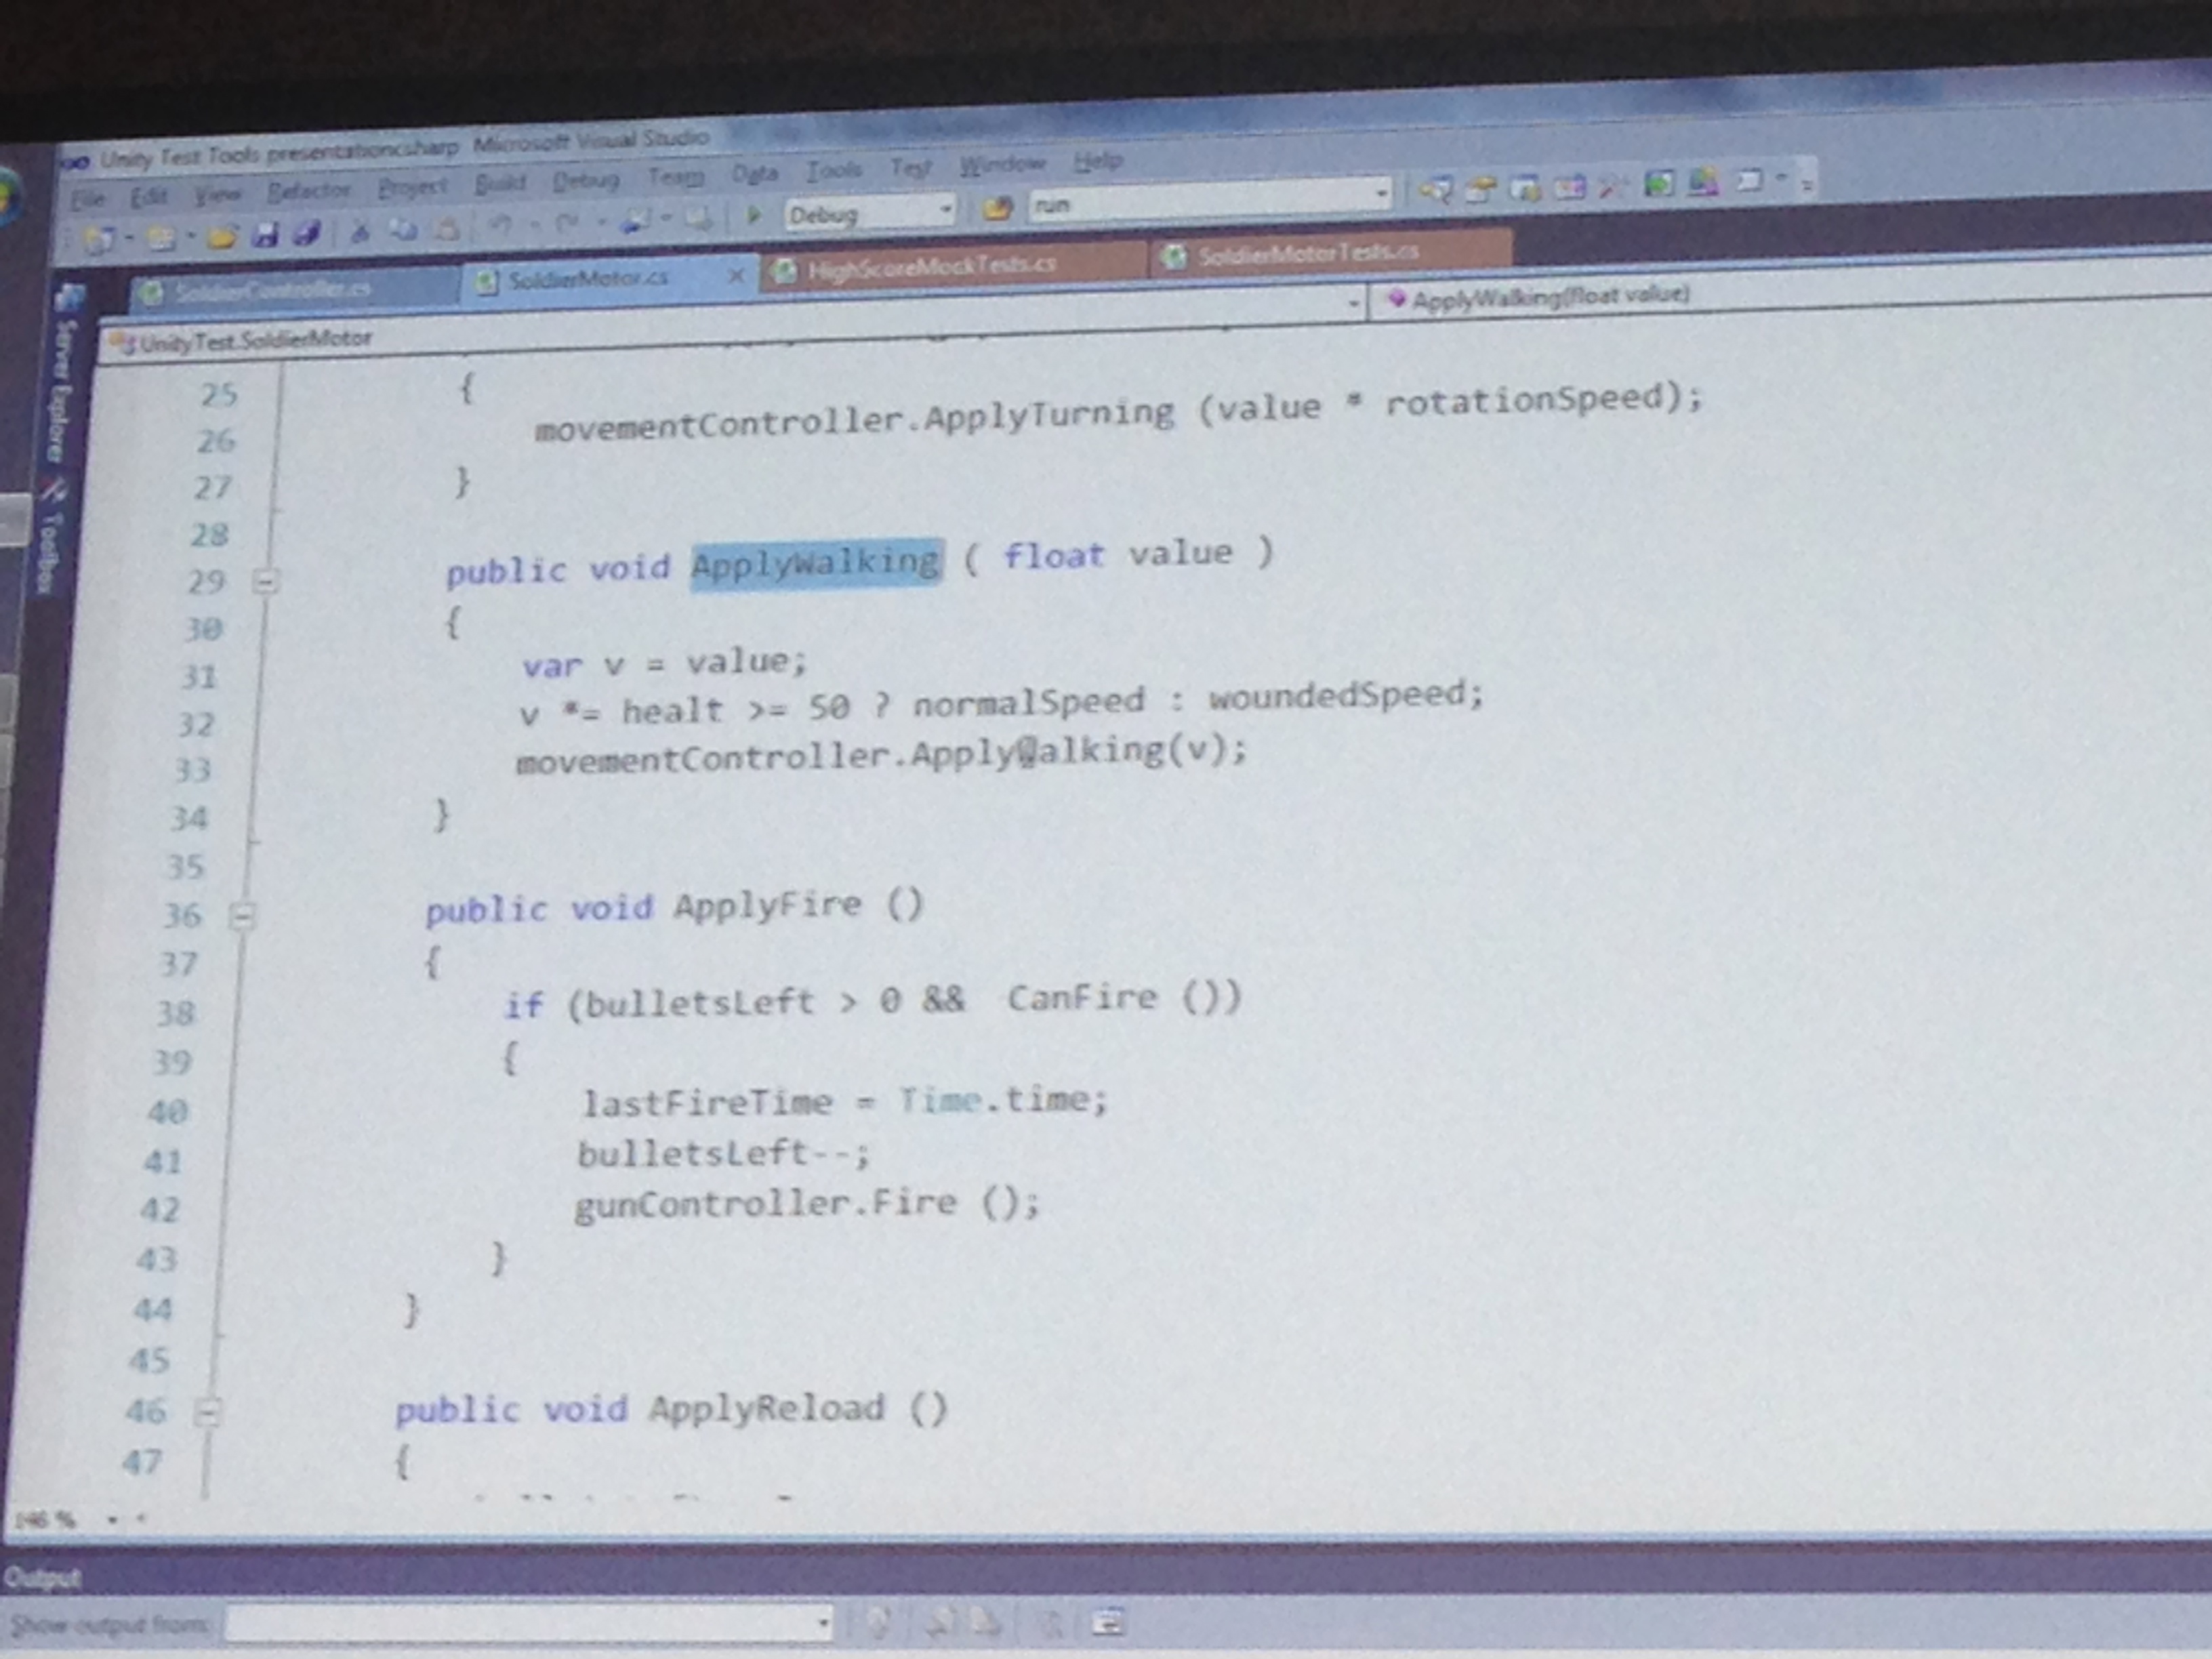 Unity Test Tools presentationcsharp Microsoft Visual Studio
File Edit View Refactor Project Build Debug Team Data Tools Test Window Help
Debug run
SoldierController.cs SoldierMotor.cs HighScoreMockTests.cs SoldierMotorTests.cs
UnityTest.SoldierMotor ApplyWalking(float value)
Server Explorer
Toolbox
25 {
26 movementController.ApplyTurning (value * rotationSpeed);
27 }
28
29 public void ApplyWalking ( float value )
30 {
31 var v = value;
32 v *= healt >= 50 ? normalSpeed : woundedSpeed;
33 movementController.ApplyWalking(v);
34 }
35
36 public void ApplyFire ()
37 {
38 if (bulletsLeft > 0 && CanFire ())
39 {
40 lastFireTime = Time.time;
41 bulletsLeft--;
42 gunController.Fire ();
43 }
44 }
45
46 public void ApplyReload ()
47 {
146 %
Output
Show output from: